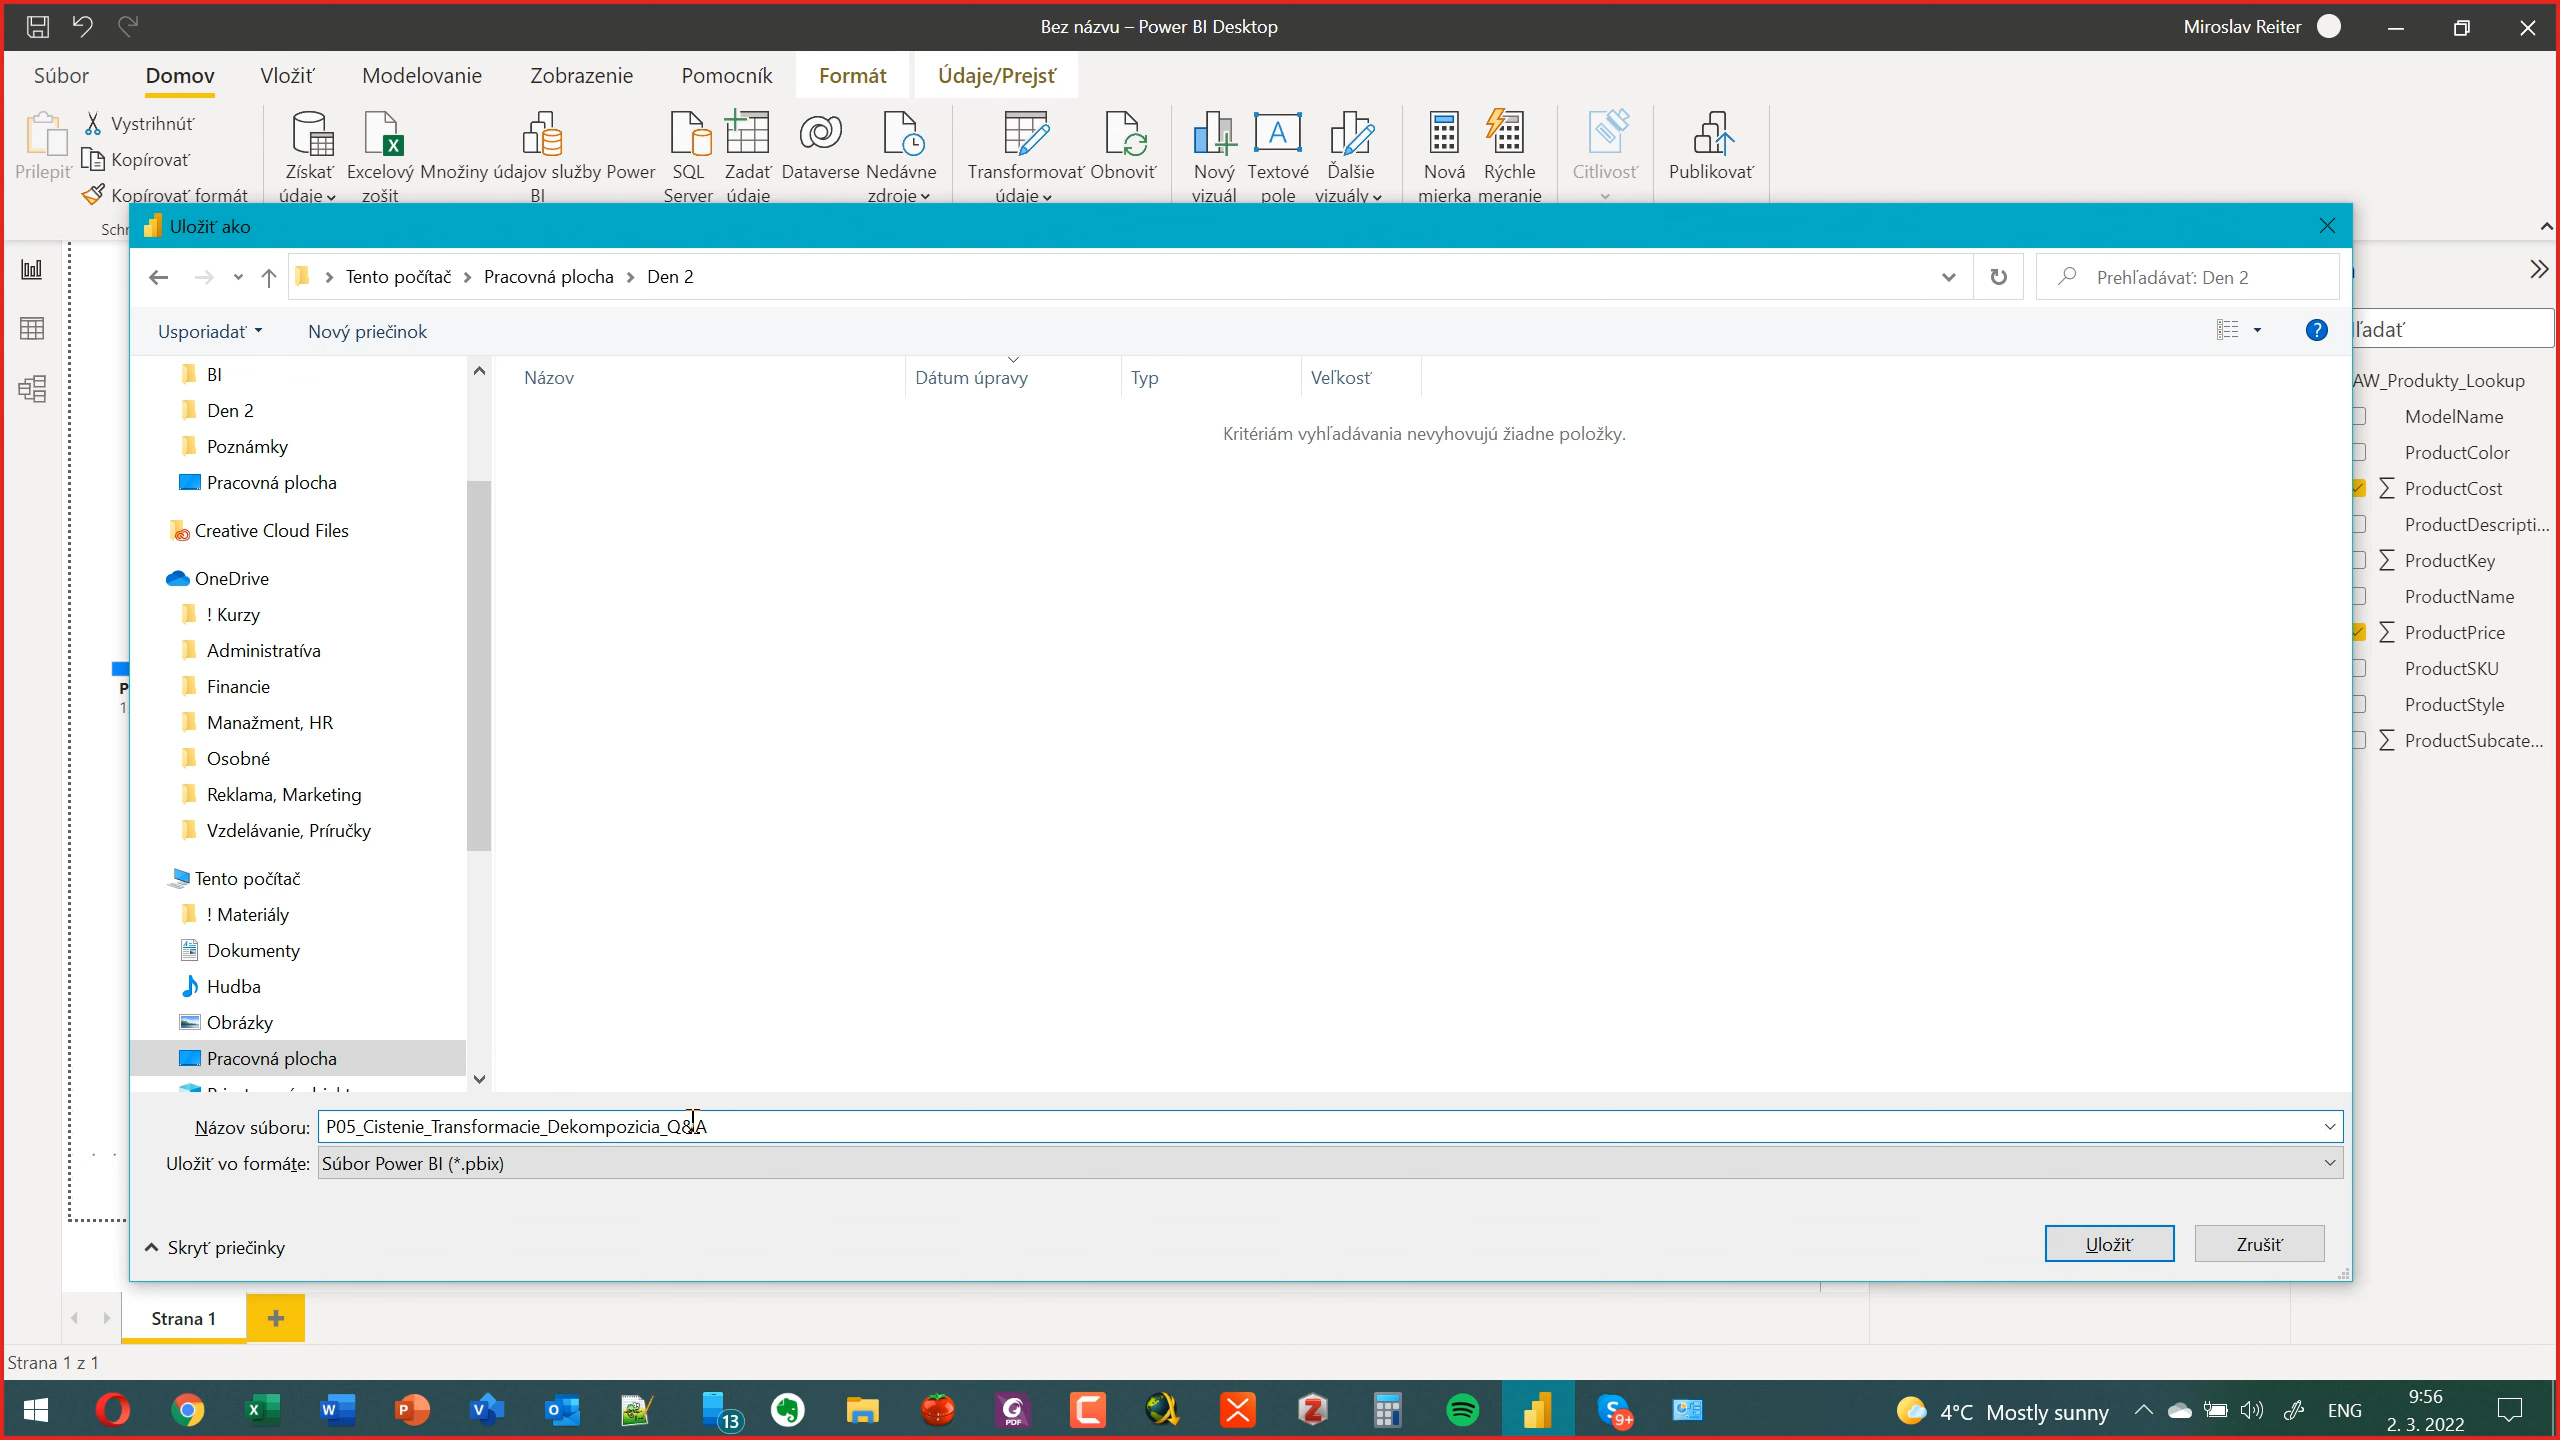 Bez názvu – Power BI Desktop
Miroslav Reiter
Súbor Domov Vložiť Modelovanie Zobrazenie Pomocník Formát Údaje/Prejsť
Prilepiť
Vystrihnúť
Kopírovať
Kopírovať formát
Získať údaje
Excelový zošit
Množiny údajov služby Power BI
SQL Server
Zadať údaje
Dataverse
Nedávne zdroje
Transformovať údaje
Obnoviť
Nový vizuál
Textové pole
Ďalšie vizuály
Nová mierka
Rýchle meranie
Citlivosť
Publikovať
Schr
Uložiť ako
Tento počítač › Pracovná plocha › Den 2
Prehľadávať: Den 2
Usporiadať Nový priečinok
Názov Dátum úpravy Typ Veľkosť
Kritériám vyhľadávania nevyhovujú žiadne položky.
BI
Den 2
Poznámky
Pracovná plocha
Creative Cloud Files
OneDrive
! Kurzy
Administratíva
Financie
Manažment, HR
Osobné
Reklama, Marketing
Vzdelávanie, Príručky
Tento počítač
! Materiály
Dokumenty
Hudba
Obrázky
Pracovná plocha
Názov súboru: P05_Cistenie_Transformacie_Dekompozicia_Q&A
Uložiť vo formáte: Súbor Power BI (*.pbix)
Skryť priečinky
Uložiť Zrušiť
ľadať
AW_Produkty_Lookup
ModelName
ProductColor
ProductCost
ProductDescripti...
ProductKey
ProductName
ProductPrice
ProductSKU
ProductStyle
ProductSubcate...
P
1
Strana 1
Strana 1 z 1
13
PDF
9+
4°C Mostly sunny
ENG
9:56
2. 3. 2022